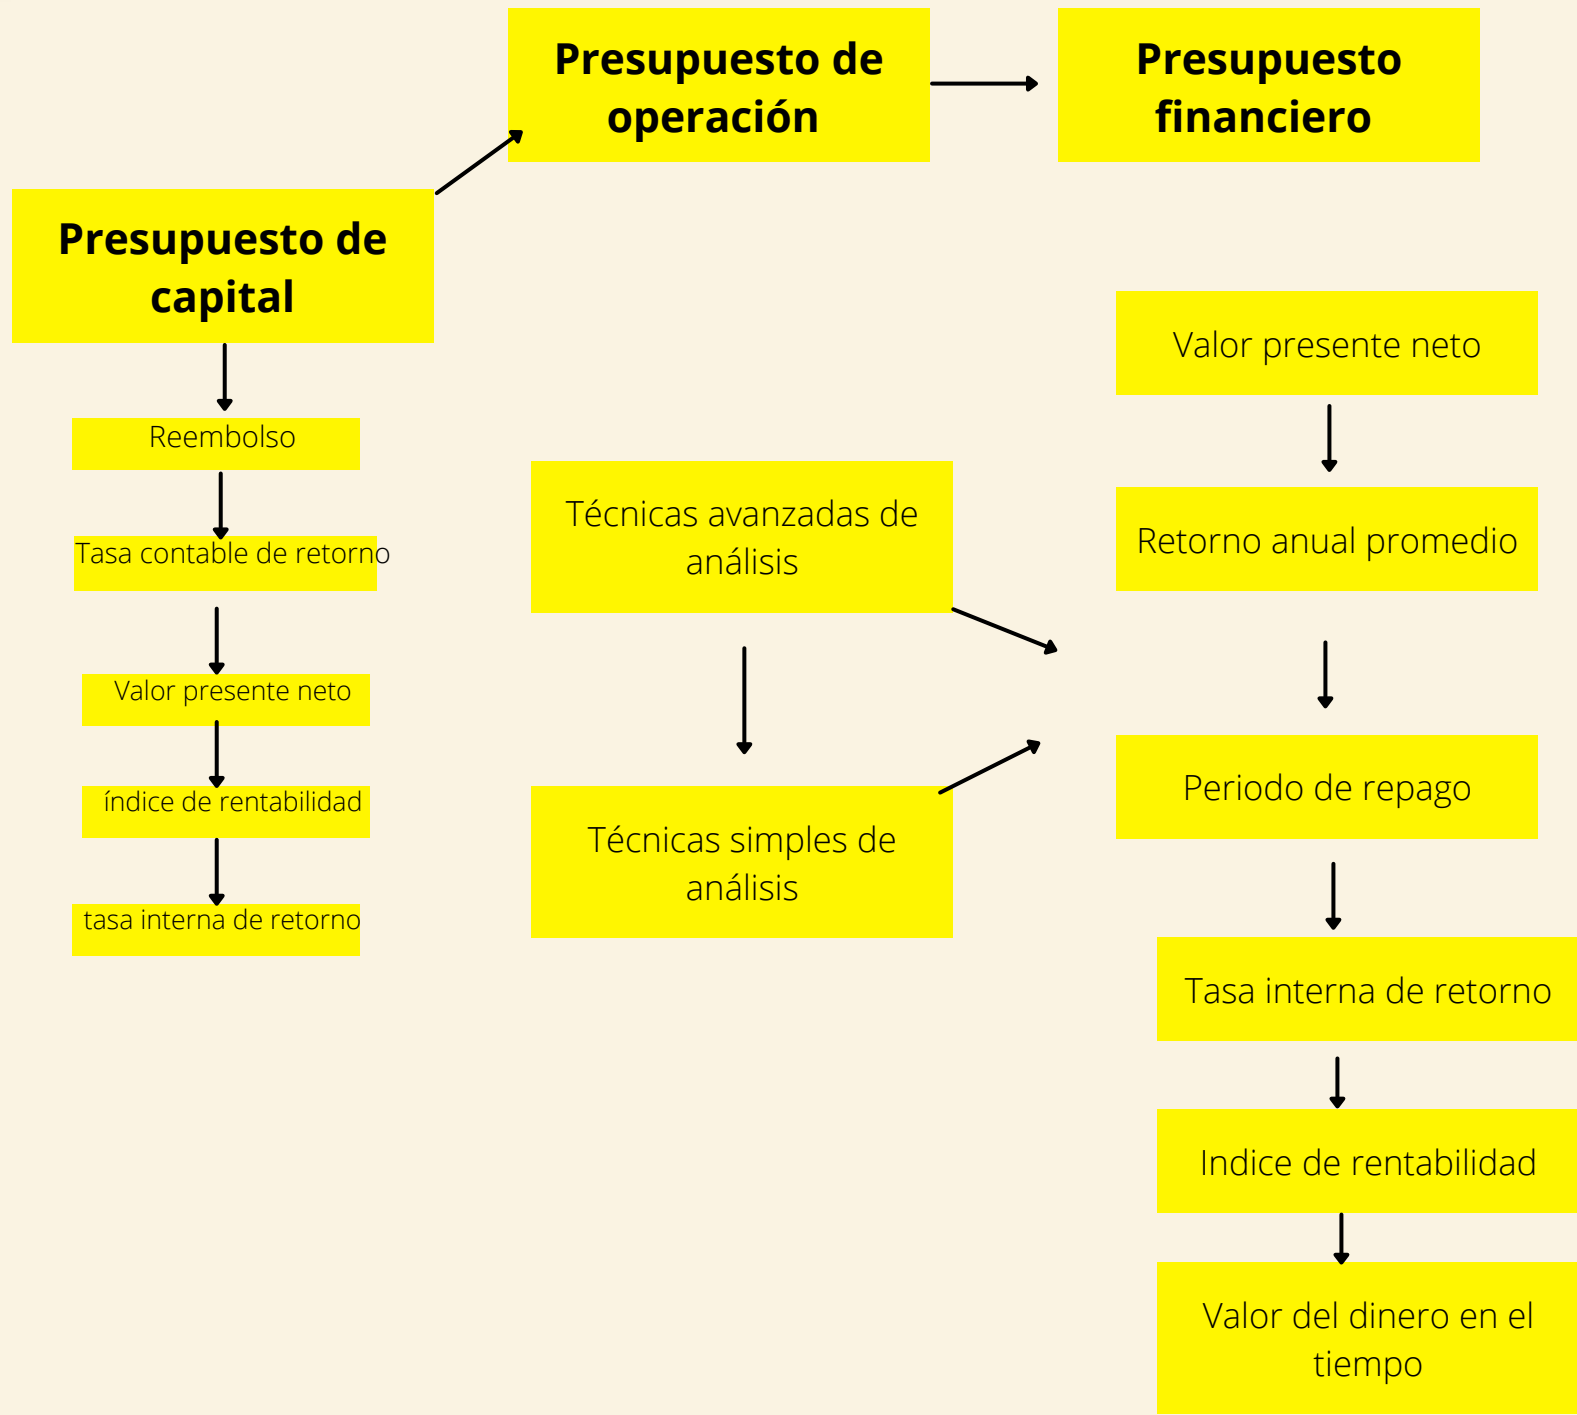 Presupuesto de
operación
Presupuesto
financiero
Presupuesto de
capital
Reembolso
Tasa contable de retorno
Valor presente neto
índice de rentabilidad
tasa interna de retorno
Técnicas avanzadas de
análisis
Técnicas simples de
análisis
Valor presente neto
Retorno anual promedio
Periodo de repago
Tasa interna de retorno
Indice de rentabilidad
Valor del dinero en el
tiempo